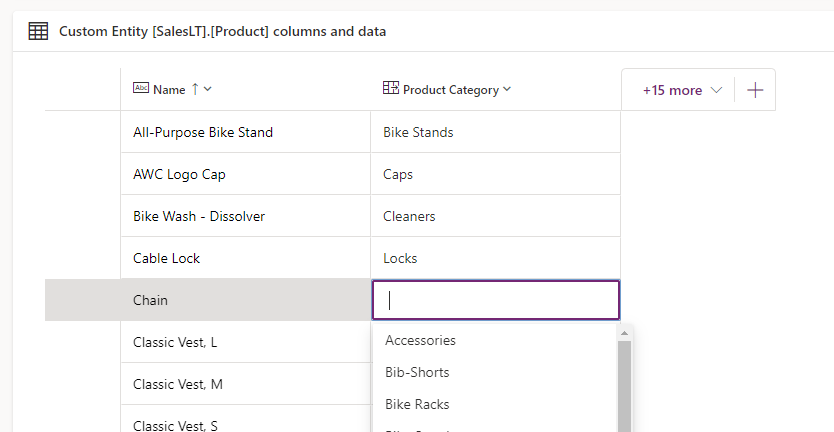 Custom Entity [SalesLT].[Product] columns and data
Abc Name ↑ Product Category +15 more +
All-Purpose Bike Stand Bike Stands
AWC Logo Cap Caps
Bike Wash - Dissolver Cleaners
Cable Lock Locks
Chain
Accessories
Classic Vest, L
Bib-Shorts
Classic Vest, M
Bike Racks
Classic Vest, S